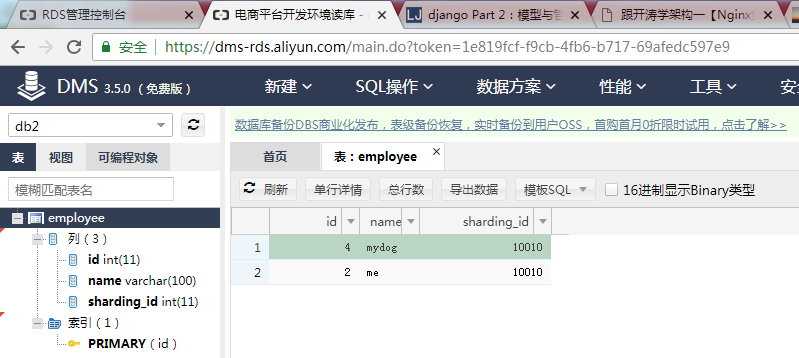 RDS管理控制台
电商平台开发环境读库 -
django Part 2：模型与管
跟开涛学架构一【Nginx
安全 https://dms-rds.aliyun.com/main.do?token=1e819fcf-f9cb-4fb6-b717-69afedc597e9
DMS 3.5.0（免费版） 新建 SQL操作 数据方案 性能 工具 安
db2
数据库备份DBS商业化发布，表级备份恢复，实时备份到用户OSS，首购首月0折限时试用，点击了解>>
表 视图 可编程对象
首页 表：employee
模糊匹配表名
刷新 单行详情 总行数 导出数据 模板SQL 16进制显示Binary类型
employee
列（3）
id int(11)
name varchar(100)
sharding_id int(11)
索引（1）
PRIMARY（id）
id name sharding_id
1 4 mydog 10010
2 2 me 10010